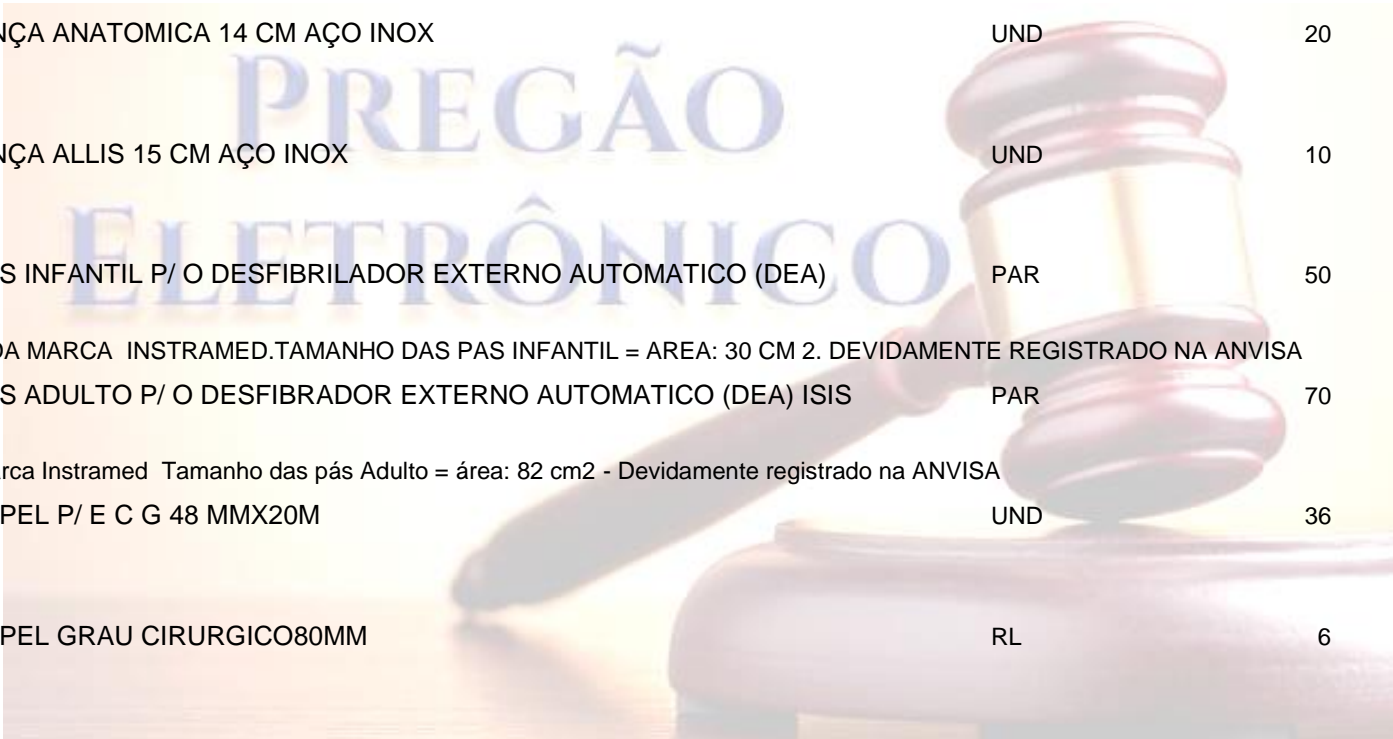 NÇA ANATOMICA 14 CM AÇO INOX UND 20
PREGÃO
NÇA ALLIS 15 CM AÇO INOX UND 10
ELETRÔNICO
S INFANTIL P/ O DESFIBRILADOR EXTERNO AUTOMATICO (DEA) PAR 50
DA MARCA INSTRAMED.TAMANHO DAS PAS INFANTIL = AREA: 30 CM 2. DEVIDAMENTE REGISTRADO NA ANVISA
S ADULTO P/ O DESFIBRADOR EXTERNO AUTOMATICO (DEA) ISIS PAR 70
rca Instramed Tamanho das pás Adulto = área: 82 cm2 - Devidamente registrado na ANVISA
PEL P/ E C G 48 MMX20M UND 36
PEL GRAU CIRURGICO80MM RL 6